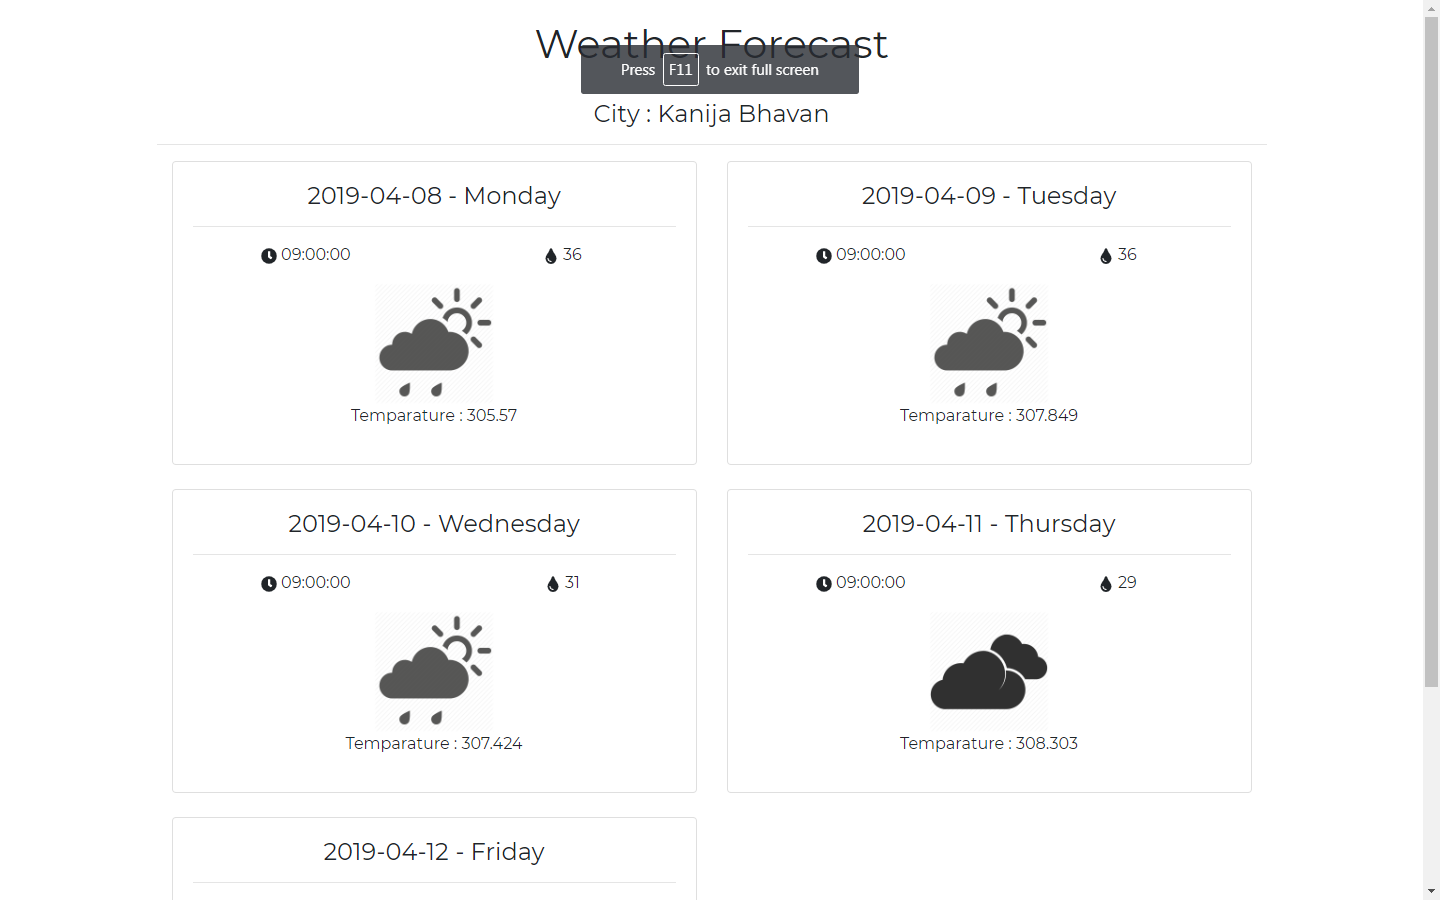 Weather Forecast
Press F11 to exit full screen
City : Kanija Bhavan
2019-04-08 - Monday
09:00:00 36
Temparature : 305.57
2019-04-09 - Tuesday
09:00:00 36
Temparature : 307.849
2019-04-10 - Wednesday
09:00:00 31
Temparature : 307.424
2019-04-11 - Thursday
09:00:00 29
Temparature : 308.303
2019-04-12 - Friday